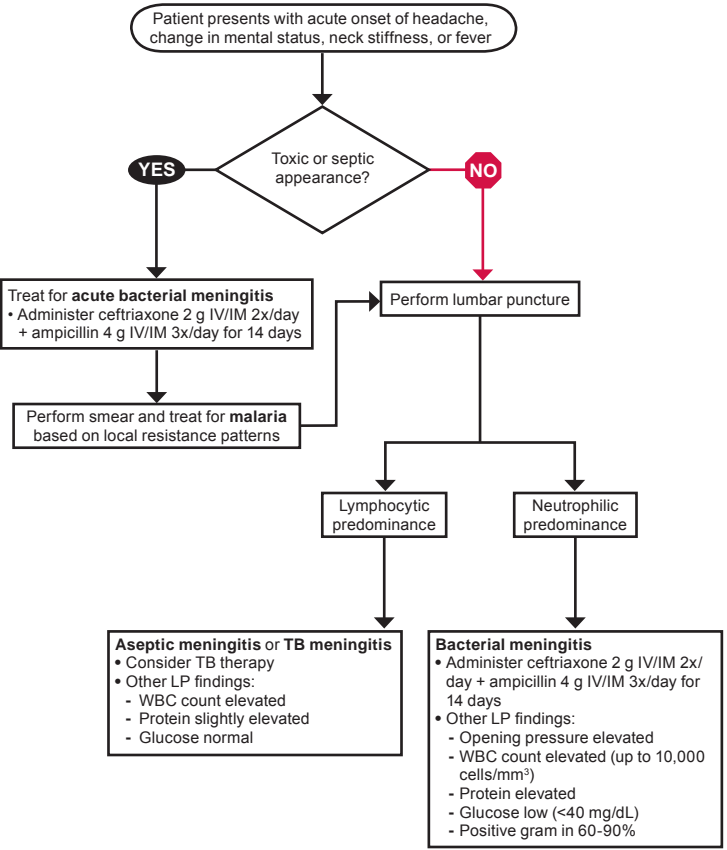 Patient presents with acute onset of headache,
change in mental status, neck stiffness, or fever
Toxic or septic
appearance?
YES
NO
Treat for acute bacterial meningitis
• Administer ceftriaxone 2 g IV/IM 2x/day
+ ampicillin 4 g IV/IM 3x/day for 14 days
Perform lumbar puncture
Perform smear and treat for malaria
based on local resistance patterns
Lymphocytic
predominance
Neutrophilic
predominance
Aseptic meningitis or TB meningitis
• Consider TB therapy
• Other LP findings:
- WBC count elevated
- Protein slightly elevated
- Glucose normal
Bacterial meningitis
• Administer ceftriaxone 2 g IV/IM 2x/
day + ampicillin 4 g IV/IM 3x/day for
14 days
• Other LP findings:
- Opening pressure elevated
- WBC count elevated (up to 10,000
cells/mm³)
- Protein elevated
- Glucose low (<40 mg/dL)
- Positive gram in 60-90%